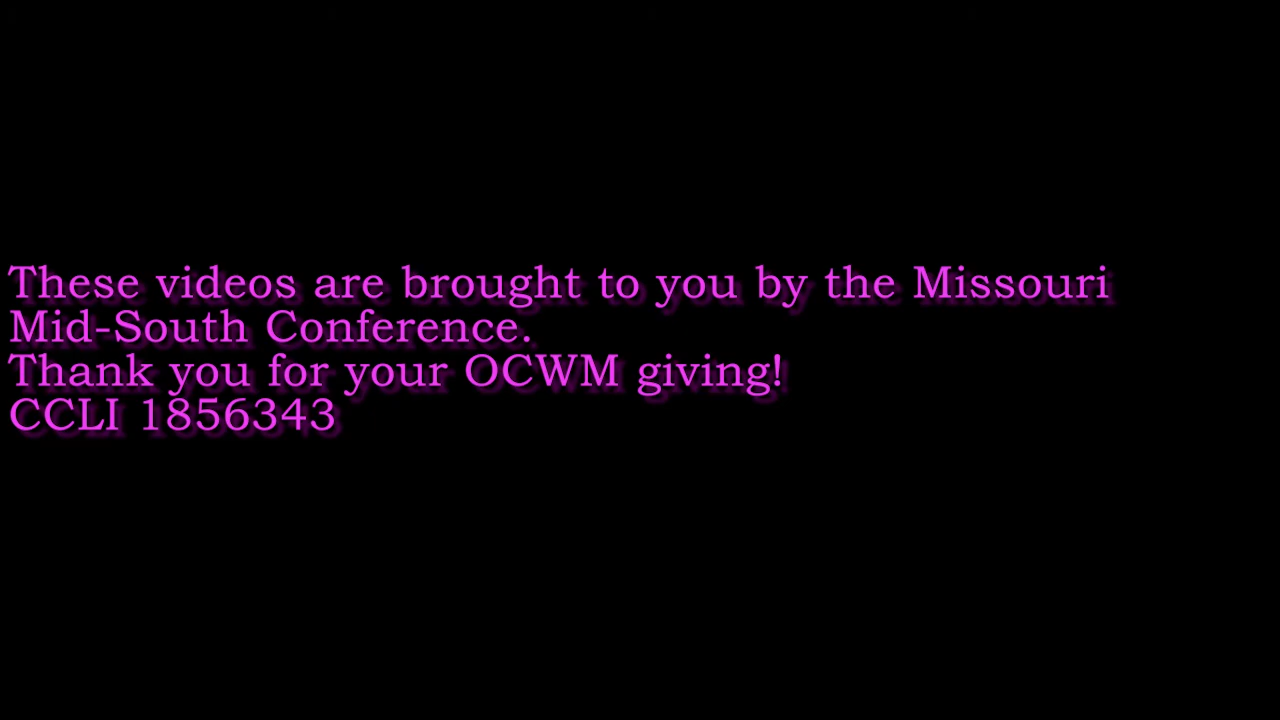 These videos are brought to you by the Missouri
Mid-South Conference.
Thank you for your OCWM giving!
CCLI 1856343